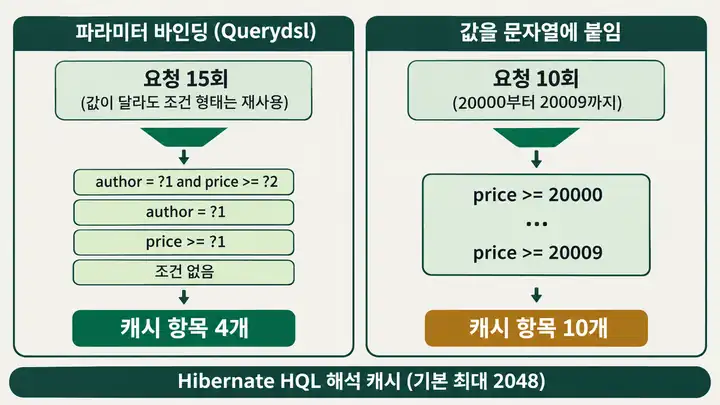 파라미터 바인딩 (Querydsl)
요청 15회
(값이 달라도 조건 형태는 재사용)
author = ?1 and price >= ?2
author = ?1
price >= ?1
조건 없음
캐시 항목 4개
값을 문자열에 붙임
요청 10회
(20000부터 20009까지)
price >= 20000
...
price >= 20009
캐시 항목 10개
Hibernate HQL 해석 캐시 (기본 최대 2048)